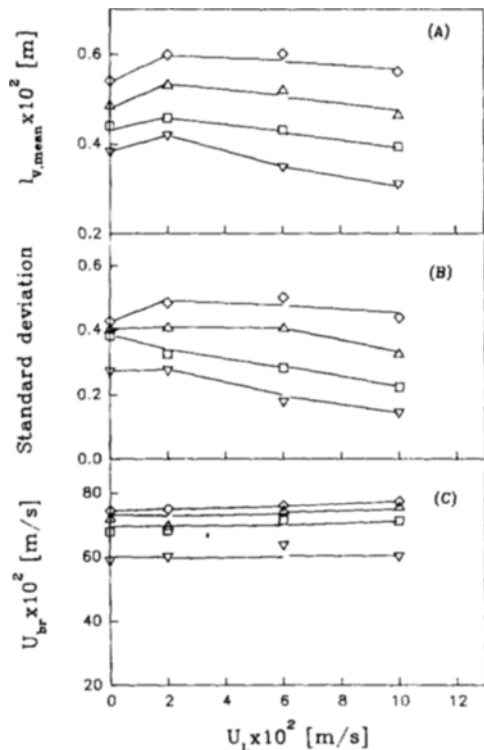 (A)
0.6
0.4
0.2
l_v,mean x10^2 [m]
(B)
0.6
0.4
0.2
0.0
Standard deviation
(C)
80
60
40
20
U_br x10^2 [m/s]
0 2 4 6 8 10 12
U_l x10^2 [m/s]